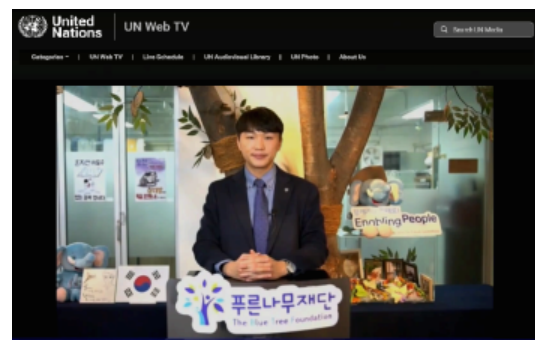 United
Nations
UN Web TV
Search UN Media
Categories
UN Web TV
Live Schedule
UN Audiovisual Library
UN Photo
About Us
Enabling People
푸른나무재단
The Blue Tree Foundation